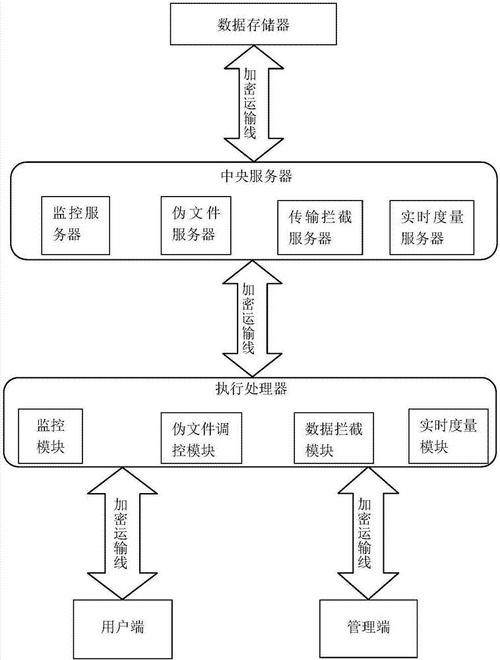 数据存储器
加密运输线
中央服务器
监控服
务器
伪文件
服务器
传输拦截
服务器
实时度量
服务器
加密运输线
执行处理器
监控
模块
伪文件调
控模块
数据拦截
模块
实时度量
模块
加密运输线
加密运输线
用户端
管理端